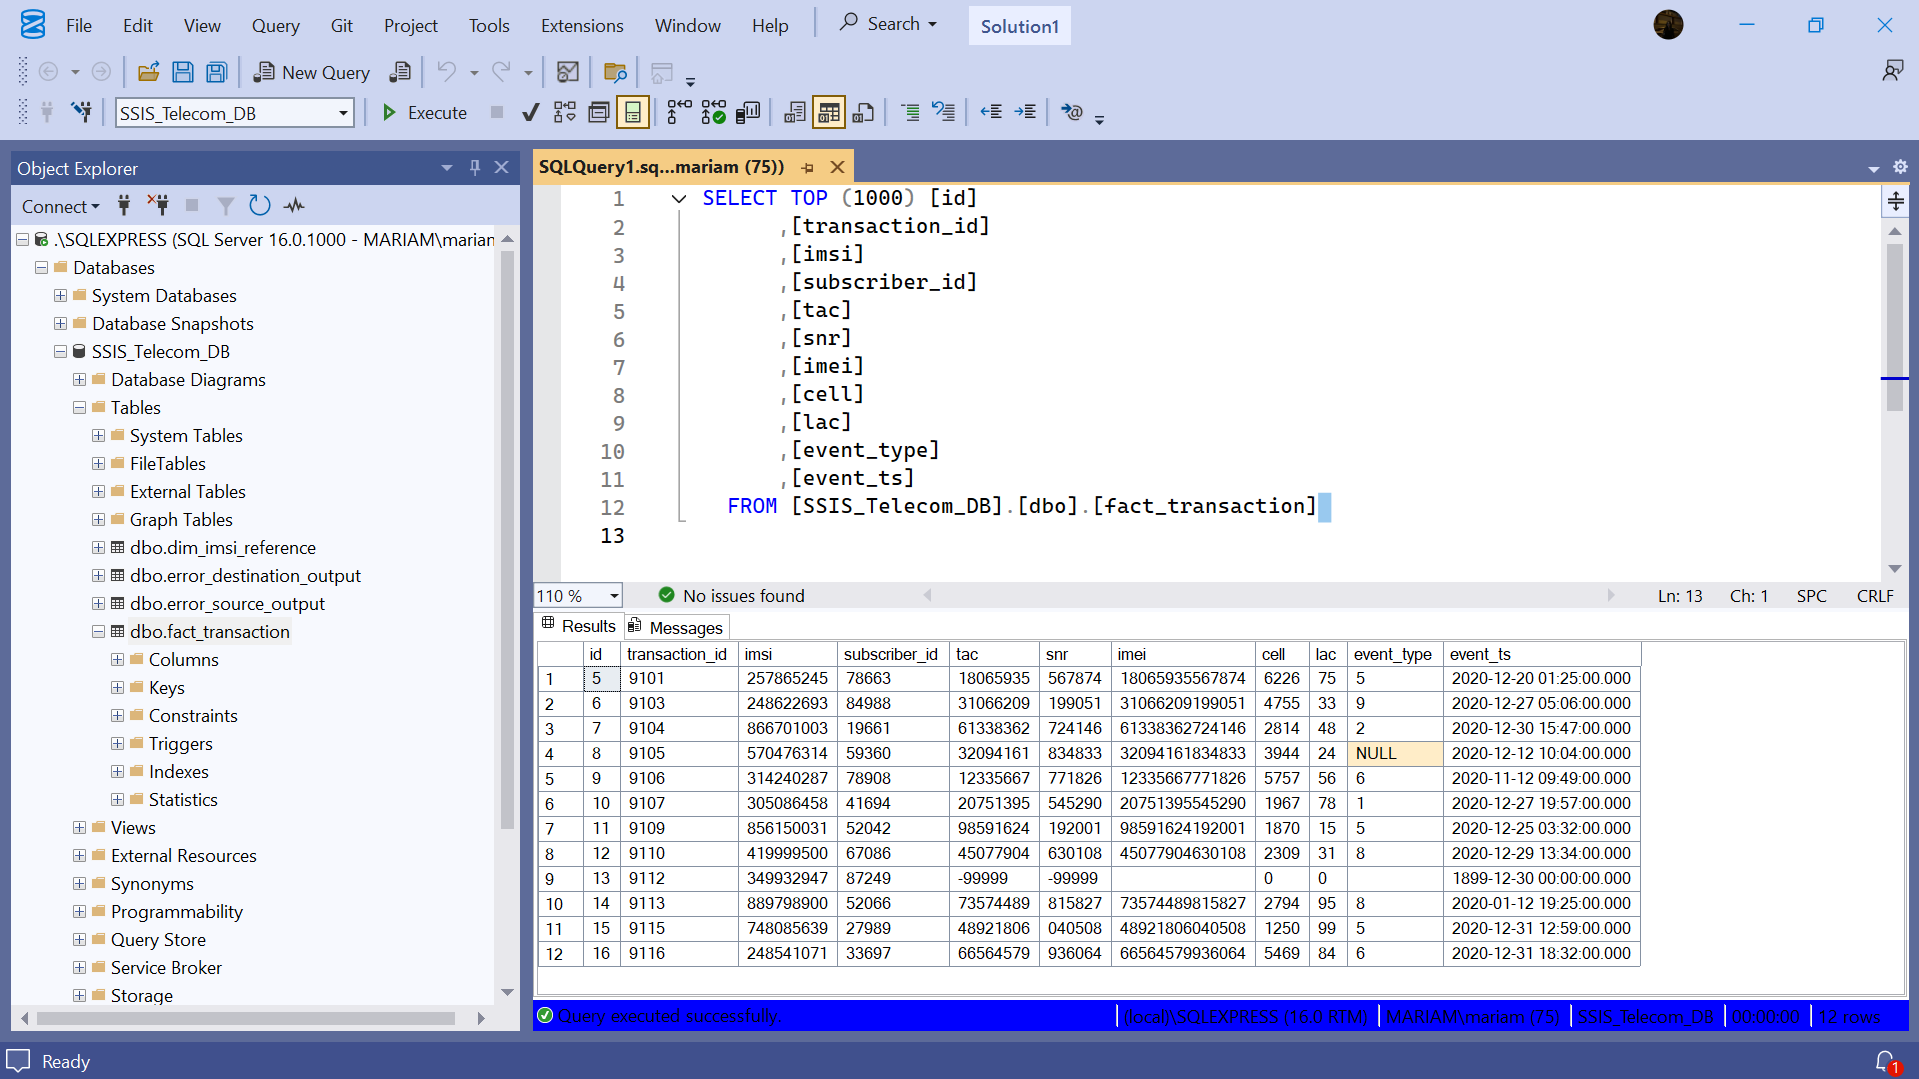 File Edit View Query Git Project Tools Extensions Window Help Search Solution1
New Query
SSIS_Telecom_DB Execute
Object Explorer
Connect
.\SQLEXPRESS (SQL Server 16.0.1000 - MARIAM\mariam
Databases
System Databases
Database Snapshots
SSIS_Telecom_DB
Database Diagrams
Tables
System Tables
FileTables
External Tables
Graph Tables
dbo.dim_imsi_reference
dbo.error_destination_output
dbo.error_source_output
dbo.fact_transaction
Columns
Keys
Constraints
Triggers
Indexes
Statistics
Views
External Resources
Synonyms
Programmability
Query Store
Service Broker
Storage
SQLQuery1.sq...mariam (75))
1 SELECT TOP (1000) [id]
2 ,[transaction_id]
3 ,[imsi]
4 ,[subscriber_id]
5 ,[tac]
6 ,[snr]
7 ,[imei]
8 ,[cell]
9 ,[lac]
10 ,[event_type]
11 ,[event_ts]
12 FROM [SSIS_Telecom_DB].[dbo].[fact_transaction]
13
110 % No issues found Ln: 13 Ch: 1 SPC CRLF
Results Messages
id transaction_id imsi subscriber_id tac snr imei cell lac event_type event_ts
1 5 9101 257865245 78663 18065935 567874 18065935567874 6226 75 5 2020-12-20 01:25:00.000
2 6 9103 248622693 84988 31066209 199051 31066209199051 4755 33 9 2020-12-27 05:06:00.000
3 7 9104 866701003 19661 61338362 724146 61338362724146 2814 48 2 2020-12-30 15:47:00.000
4 8 9105 570476314 59360 32094161 834833 32094161834833 3944 24 NULL 2020-12-12 10:04:00.000
5 9 9106 314240287 78908 12335667 771826 12335667771826 5757 56 6 2020-11-12 09:49:00.000
6 10 9107 305086458 41694 20751395 545290 20751395545290 1967 78 1 2020-12-27 19:57:00.000
7 11 9109 856150031 52042 98591624 192001 98591624192001 1870 15 5 2020-12-25 03:32:00.000
8 12 9110 419999500 67086 45077904 630108 45077904630108 2309 31 8 2020-12-29 13:34:00.000
9 13 9112 349932947 87249 -99999 -99999 0 0 1899-12-30 00:00:00.000
10 14 9113 889798900 52066 73574489 815827 73574489815827 2794 95 8 2020-01-12 19:25:00.000
11 15 9115 748085639 27989 48921806 040508 48921806040508 1250 99 5 2020-12-31 12:59:00.000
12 16 9116 248541071 33697 66564579 936064 66564579936064 5469 84 6 2020-12-31 18:32:00.000
Query executed successfully. (local)\SQLEXPRESS (16.0 RTM) MARIAM\mariam (75) SSIS_Telecom_DB 00:00:00 12 rows
Ready 1